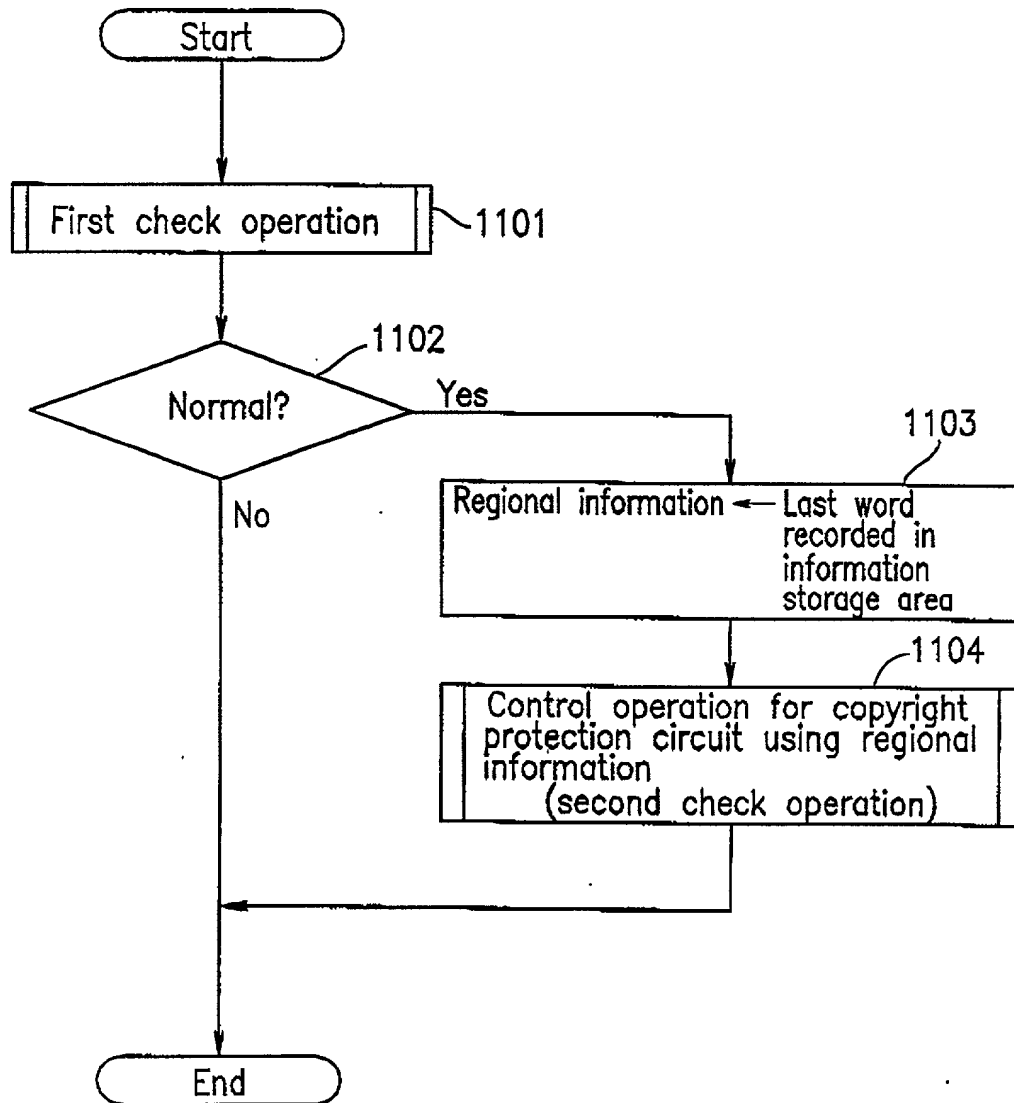 Start
First check operation
1101
1102
Normal?
Yes
No
1103
Regional information ← Last word
recorded in
information
storage area
1104
Control operation for copyright
protection circuit using regional
information
(second check operation)
End